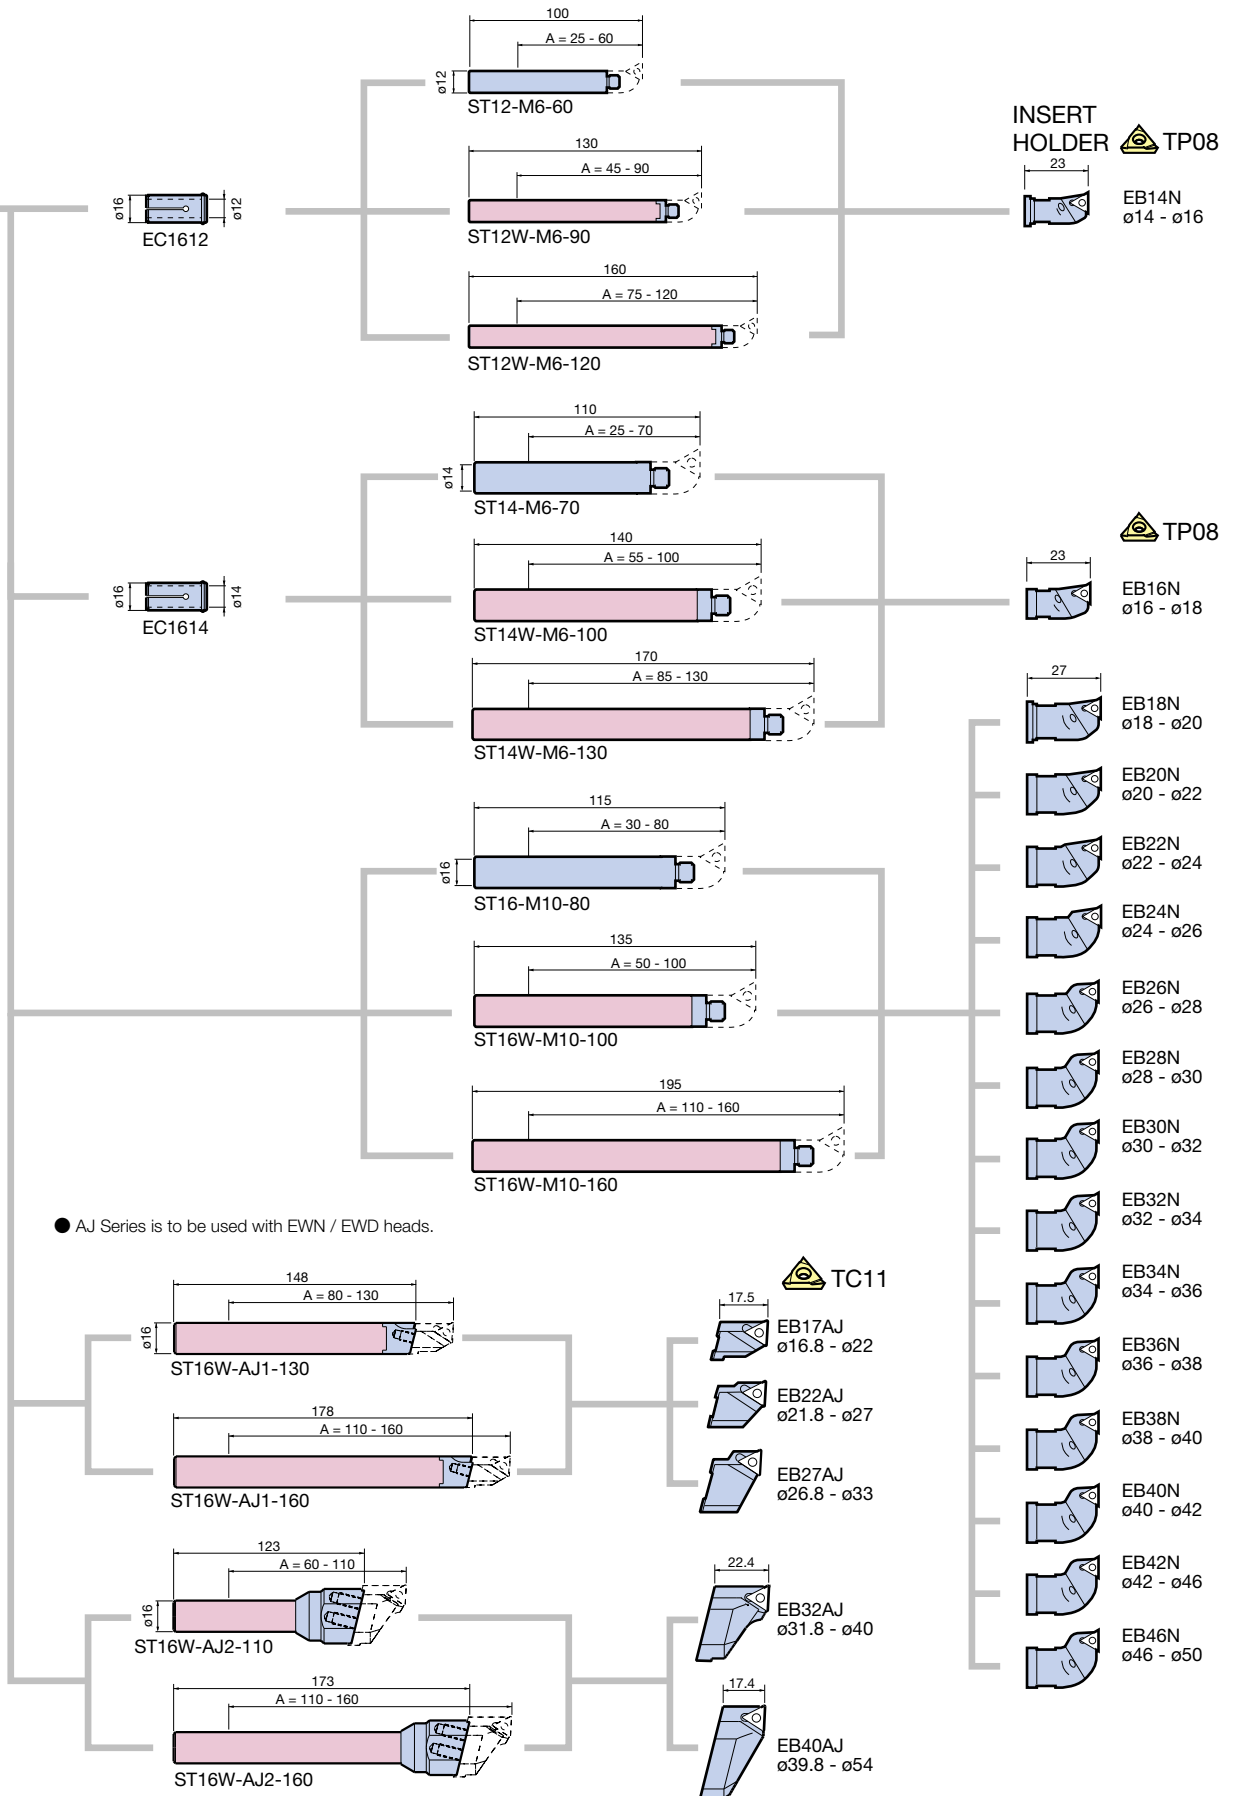 100
A = 25 - 60
ø12
ST12-M6-60
130
A = 45 - 90
ST12W-M6-90
160
A = 75 - 120
ST12W-M6-120
ø16
ø12
EC1612
INSERT
HOLDER TP08
23
EB14N
ø14 - ø16
110
A = 25 - 70
ø14
ST14-M6-70
140
A = 55 - 100
ST14W-M6-100
170
A = 85 - 130
ST14W-M6-130
ø16
ø14
EC1614
TP08
23
EB16N
ø16 - ø18
115
A = 30 - 80
ø16
ST16-M10-80
135
A = 50 - 100
ST16W-M10-100
195
A = 110 - 160
ST16W-M10-160
27
EB18N
ø18 - ø20
EB20N
ø20 - ø22
EB22N
ø22 - ø24
EB24N
ø24 - ø26
EB26N
ø26 - ø28
EB28N
ø28 - ø30
EB30N
ø30 - ø32
EB32N
ø32 - ø34
EB34N
ø34 - ø36
EB36N
ø36 - ø38
EB38N
ø38 - ø40
EB40N
ø40 - ø42
EB42N
ø42 - ø46
EB46N
ø46 - ø50
● AJ Series is to be used with EWN / EWD heads.
148
A = 80 - 130
ø16
ST16W-AJ1-130
178
A = 110 - 160
ST16W-AJ1-160
TC11
17.5
EB17AJ
ø16.8 - ø22
EB22AJ
ø21.8 - ø27
EB27AJ
ø26.8 - ø33
123
A = 60 - 110
ø16
ST16W-AJ2-110
173
A = 110 - 160
ST16W-AJ2-160
22.4
EB32AJ
ø31.8 - ø40
17.4
EB40AJ
ø39.8 - ø54